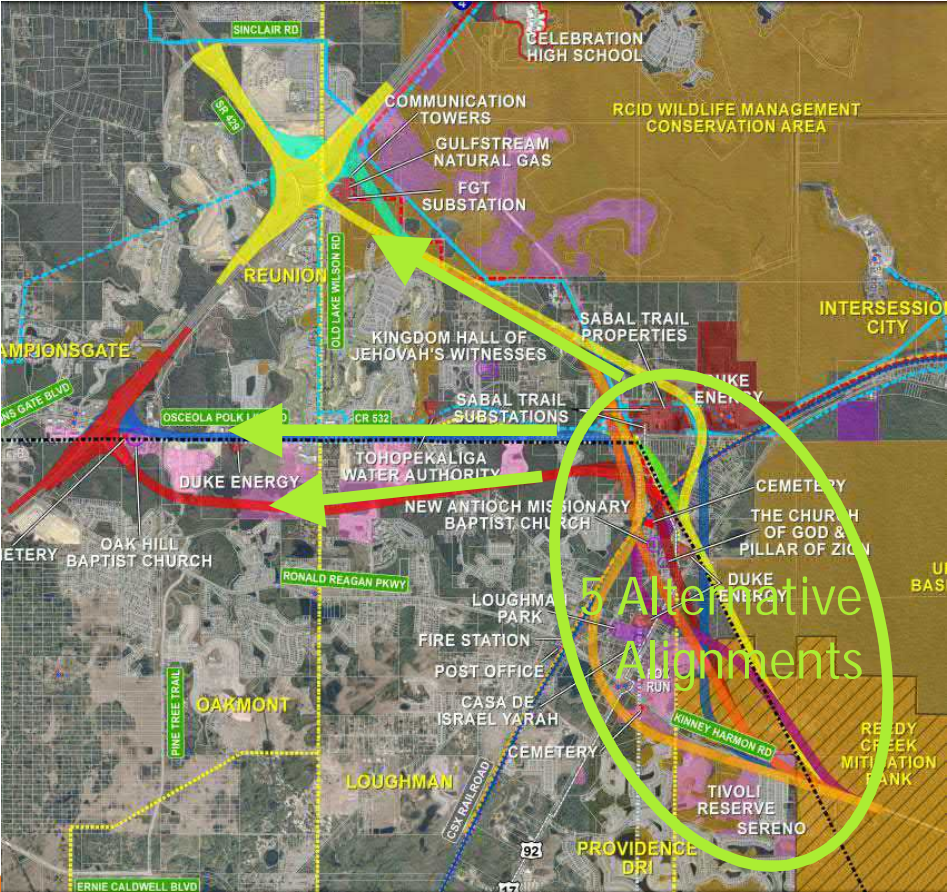 4
SINCLAIR RD
CELEBRATION
HIGH SCHOOL
SR 429
COMMUNICATION
TOWERS
RCID WILDLIFE MANAGEMENT
CONSERVATION AREA
GULFSTREAM
NATURAL GAS
FGT
SUBSTATION
OLD LAKE WILSON RD
REUNION
INTERSESSIO
CITY
SABAL TRAIL
PROPERTIES
KINGDOM HALL OF
JEHOVAH'S WITNESSES
AMPIONSGATE
DUKE
ENERGY
NS GATE BLVD
SABAL TRAIL
SUBSTATIONS
OSCEOLA POLK LI
CR 532
TOHOPEKALIGA
WATER AUTHORITY
DUKE ENERGY
CEMETERY
NEW ANTIOCH MISSIONARY
BAPTIST CHURCH
THE CHURCH
OF GOD &
PILLAR OF ZION
ETERY
OAK HILL
BAPTIST CHURCH
RONALD REAGAN PKWY
DUKE
ENERGY
U
BAS
5 Alternative
Alignments
LOUGHMAN
PARK
FIRE STATION
POST OFFICE
RUN
CASA DE
ISRAEL YARAH
PINE TREE TRAIL
OAKMONT
KINNEY HARMON RD
REEDY
CREEK
MITIGATION
BANK
CEMETERY
LOUGHMAN
CSX RAILROAD
TIVOLI
RESERVE
SERENO
92
PROVIDENCE
DRI
ERNIE CALDWELL BLVD
17